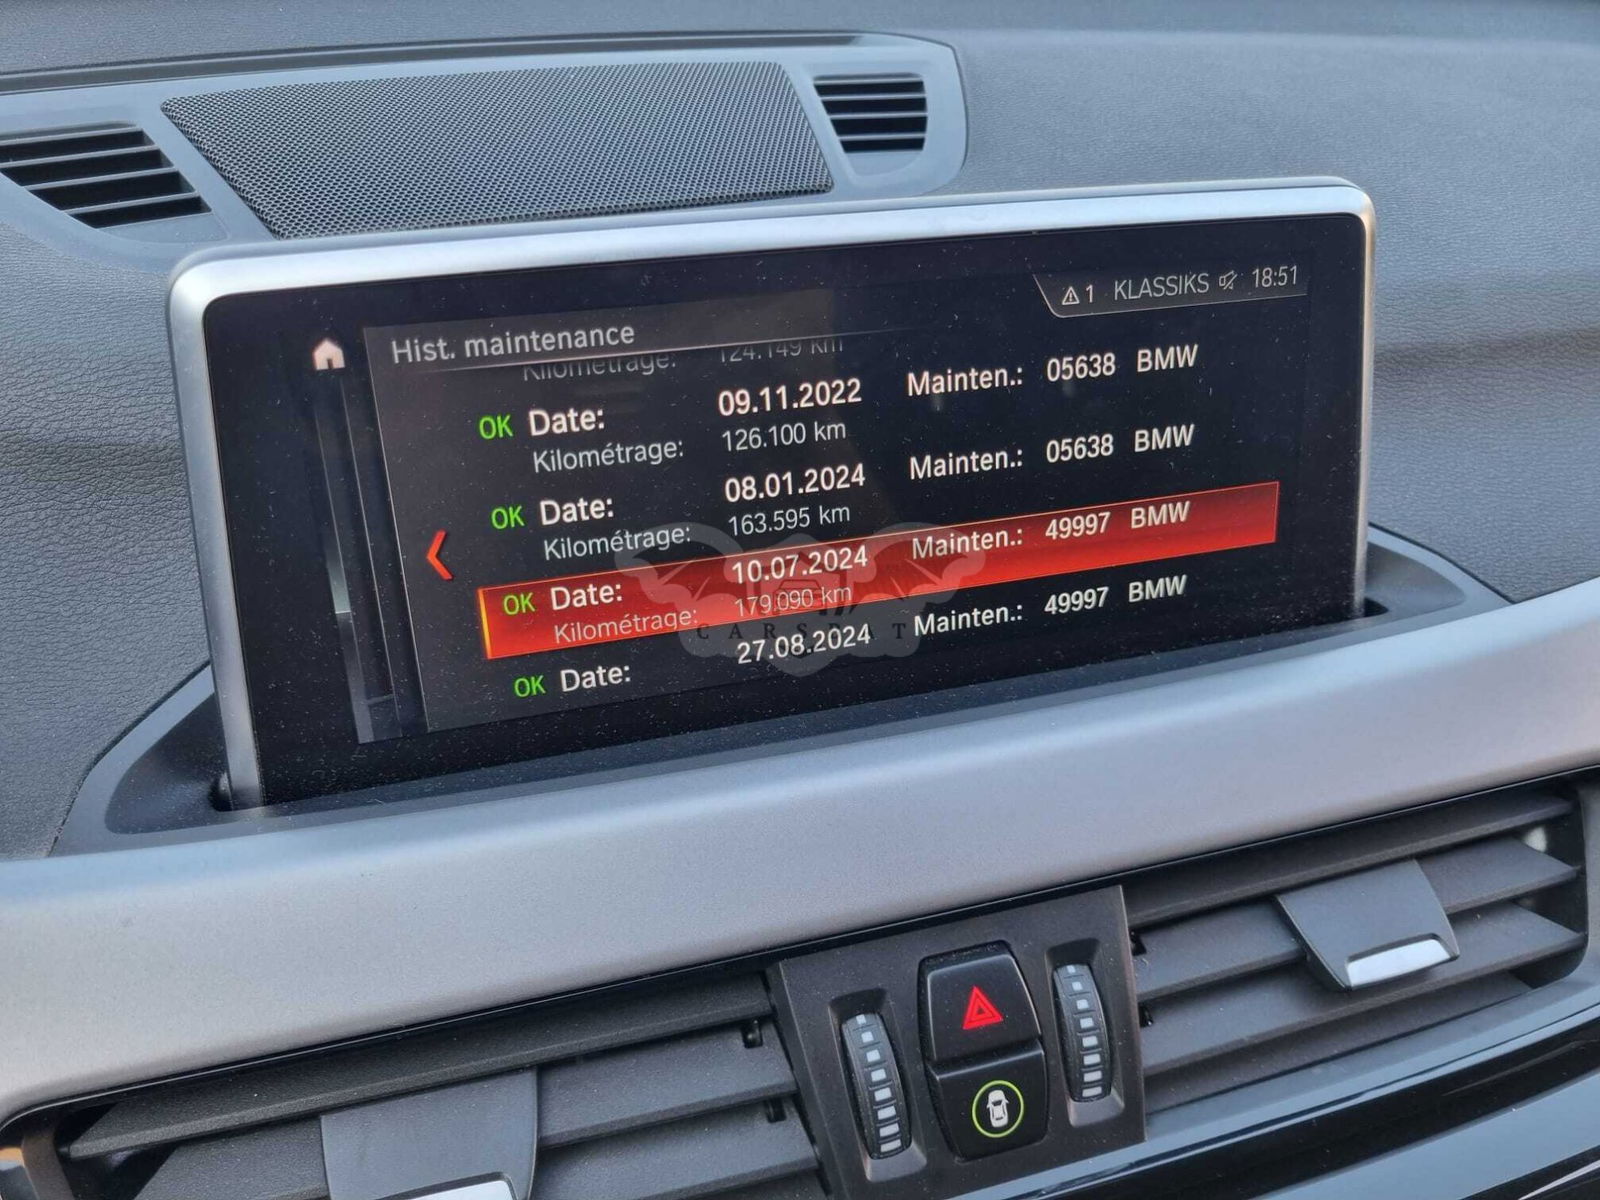 ⚠1 KLASSIKS 18:51
Hist. maintenance
Kilométrage: 124.149 km
OK Date: 09.11.2022 Mainten.: 05638 BMW
Kilométrage: 126.100 km
OK Date: 08.01.2024 Mainten.: 05638 BMW
Kilométrage: 163.595 km
OK Date: 10.07.2024 Mainten.: 49997 BMW
Kilométrage: 179.090 km
OK Date: 27.08.2024 Mainten.: 49997 BMW
CARSBAT